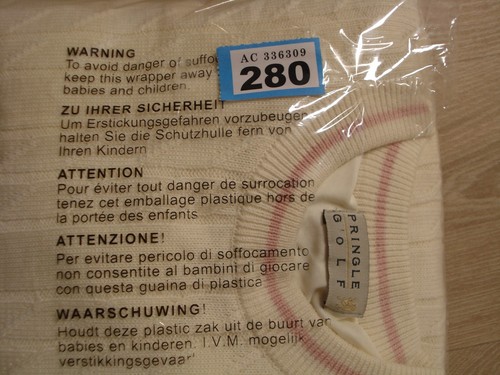 WARNING
To avoid danger of suffo
keep this wrapper away
babies and children.
AC 336309
280
ZU IHRER SICHERHEIT
Um Erstickungsgefahren vorzubeugen
halten Sie die Schutzhulle fern von
Ihren Kindern
ATTENTION
Pour éviter tout danger de surrocation
tenez cet emballage plastique hors de
la portée des enfants
ATTENZIONE!
Per evitare pericolo di soffocamento
non consentite al bambini di giocare
con questa guaina di plastica
WAARSCHUWING!
Houdt deze plastic zak uit de buurt van
babies en kinderen. I.V.M. mogelijk
verstikkingsgevaar'
PRINGLE
GOLF